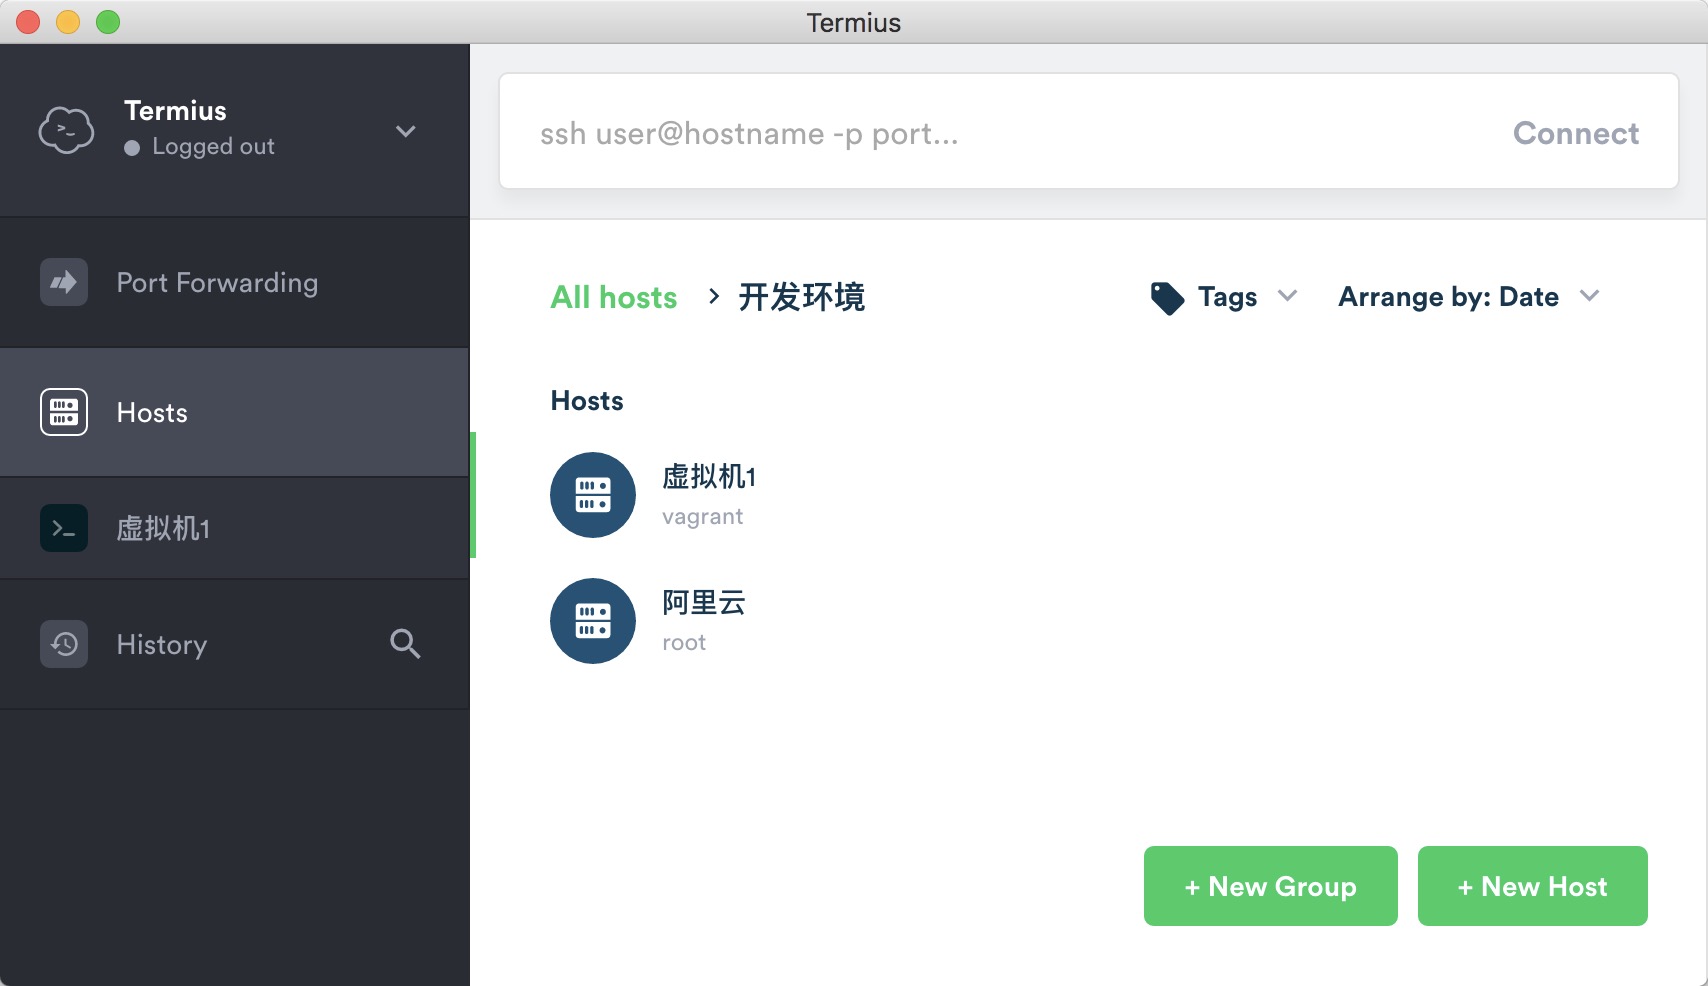 Termius
Termius
Logged out
Port Forwarding
Hosts
虚拟机1
History
ssh user@hostname -p port...
Connect
All hosts > 开发环境
Tags
Arrange by: Date
Hosts
虚拟机1
vagrant
阿里云
root
+ New Group
+ New Host